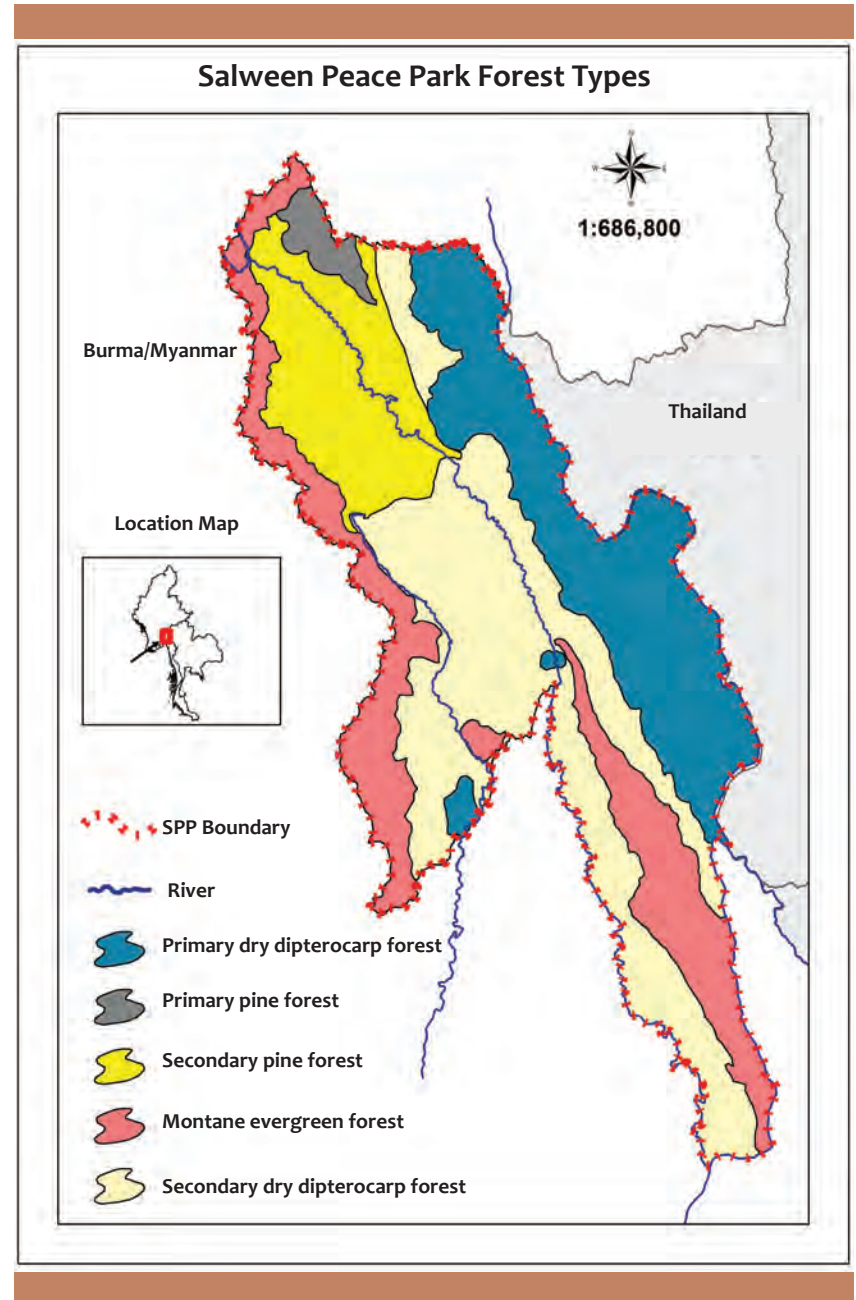 Salween Peace Park Forest Types
1:686,800
Burma/Myanmar
Thailand
Location Map
SPP Boundary
River
Primary dry dipterocarp forest
Primary pine forest
Secondary pine forest
Montane evergreen forest
Secondary dry dipterocarp forest